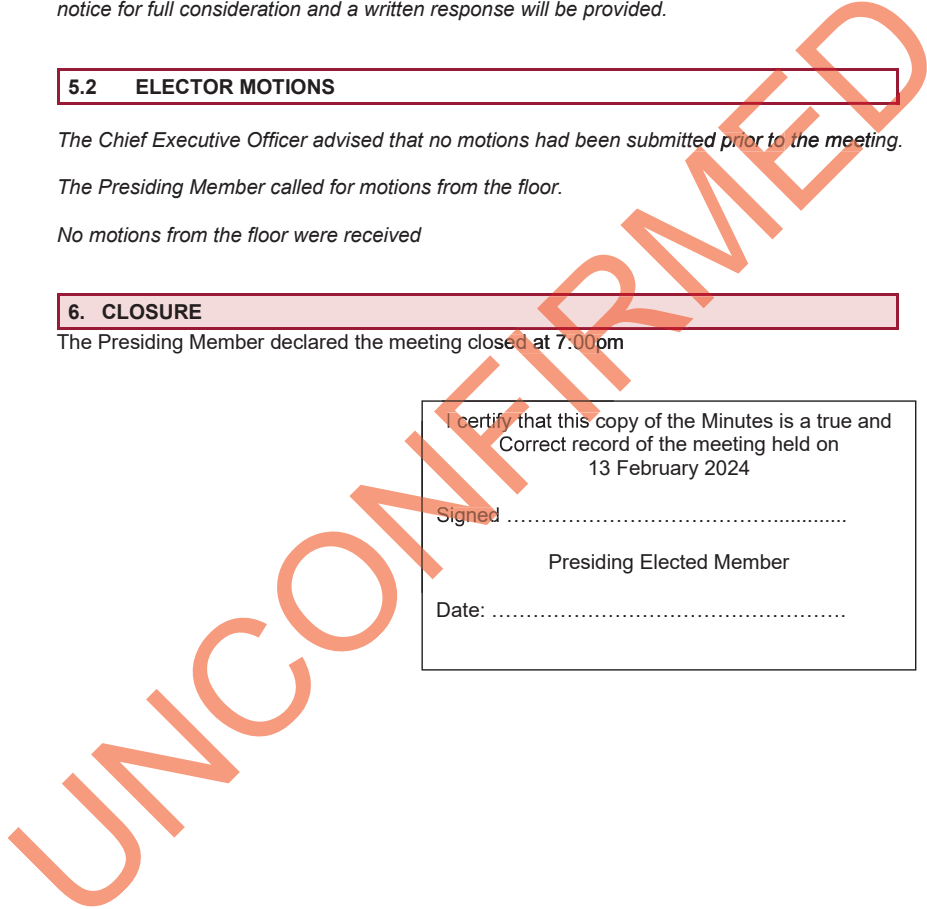 notice for full consideration and a written response will be provided.
5.2 ELECTOR MOTIONS
The Chief Executive Officer advised that no motions had been submitted prior to the meeting.
The Presiding Member called for motions from the floor.
No motions from the floor were received
6. CLOSURE
The Presiding Member declared the meeting closed at 7:00pm
I certify that this copy of the Minutes is a true and
Correct record of the meeting held on
13 February 2024
Signed …………………………………............
Presiding Elected Member
Date: ……………………………………………
UNCONFIRMED